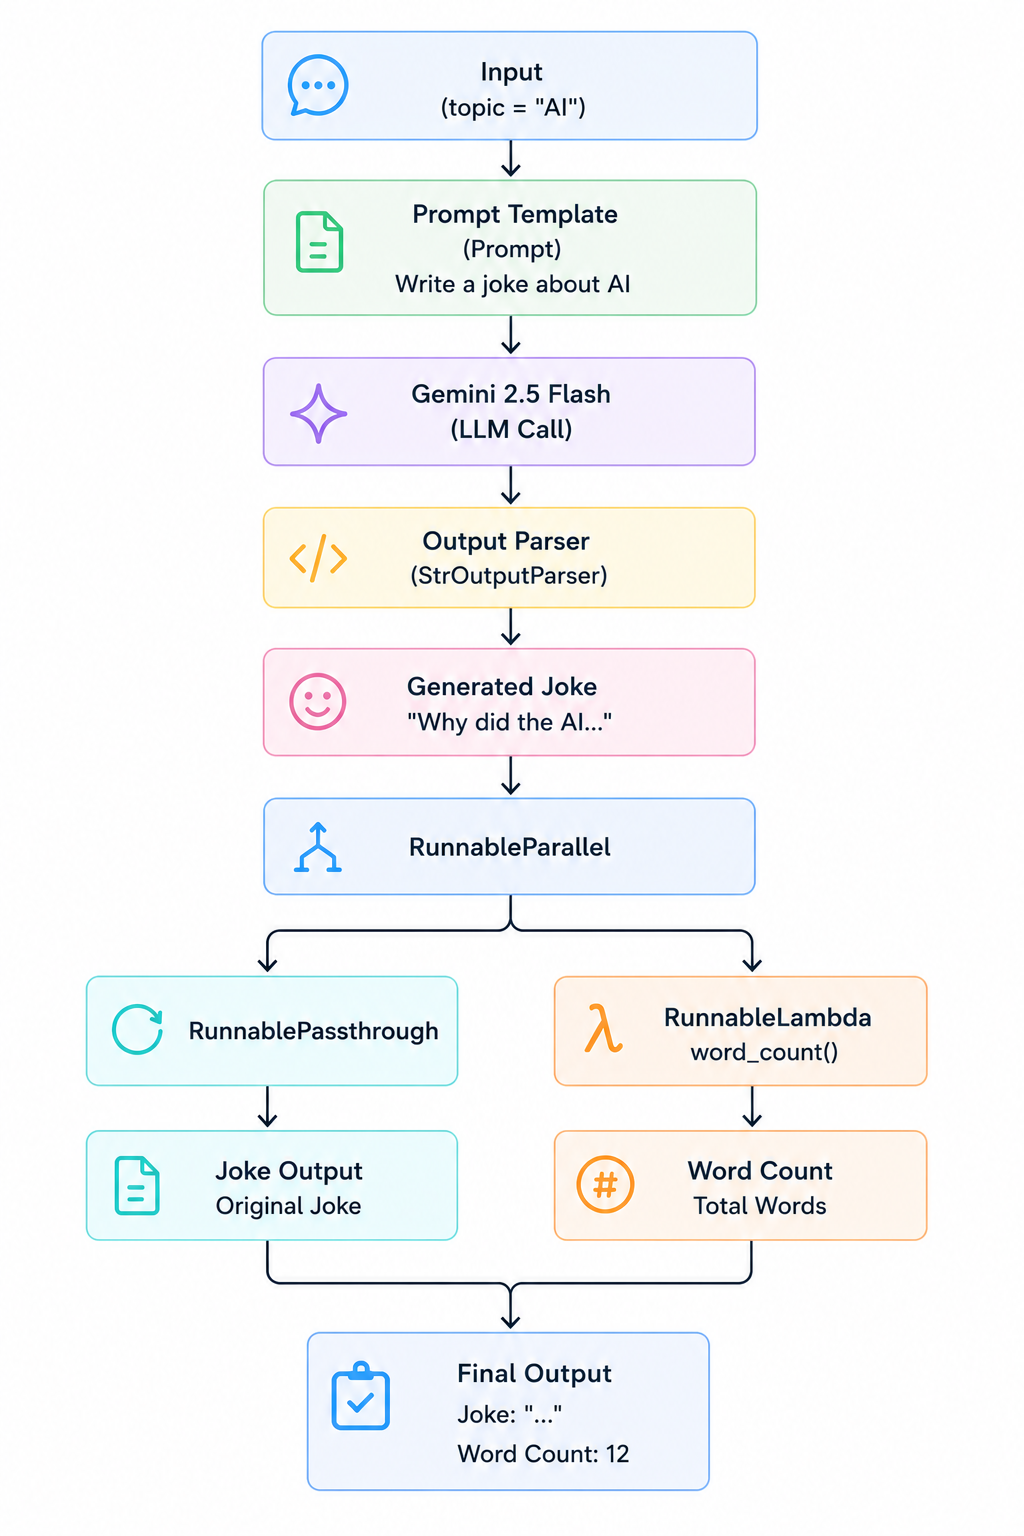 Input
(topic = "AI")
Prompt Template
(Prompt)
Write a joke about AI
Gemini 2.5 Flash
(LLM Call)
</>
Output Parser
(StrOutputParser)
Generated Joke
"Why did the AI..."
RunnableParallel
RunnablePassthrough
λ
RunnableLambda
word_count()
Joke Output
Original Joke
#
Word Count
Total Words
Final Output
Joke: "..."
Word Count: 12